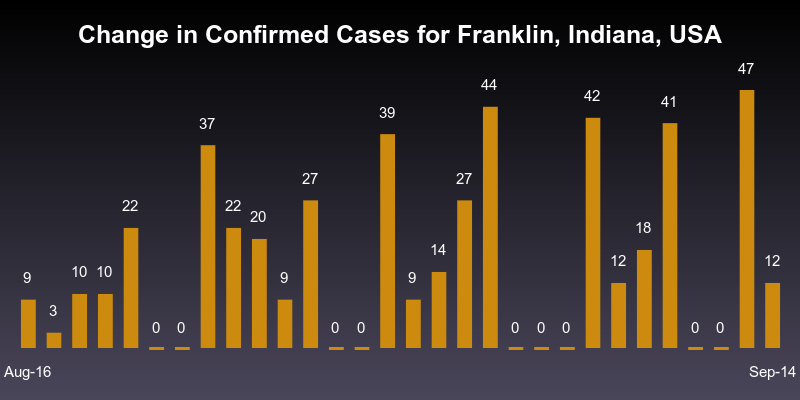 Change in Confirmed Cases for Franklin, Indiana, USA
9 3 10 10 22 0 0 37 22 20 9 27 0 0 39 9 14 27 44 0 0 0 42 12 18 41 0 0 47 12
Aug-16 Sep-14